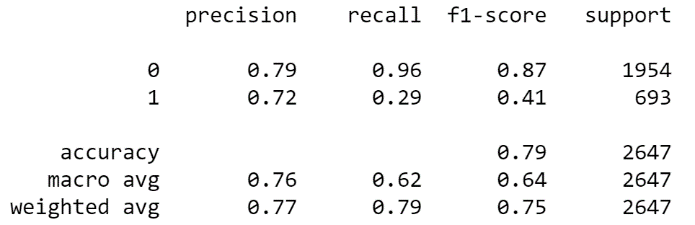 precision recall f1-score support
0 0.79 0.96 0.87 1954
1 0.72 0.29 0.41 693
accuracy 0.79 2647
macro avg 0.76 0.62 0.64 2647
weighted avg 0.77 0.79 0.75 2647